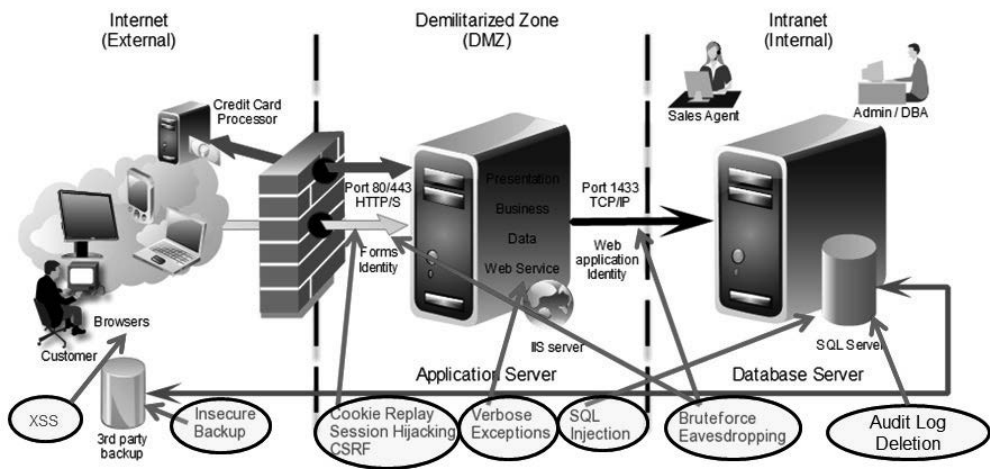 Internet
(External)
Demilitarized Zone
(DMZ)
Intranet
(Internal)
Credit Card
Processor
Sales Agent
Admin / DBA
Port 80/443
HTTP/S
Presentation
Business
Data
Web Service
Port 1433
TCP/IP
Forms
Identity
Web
application
Identity
Browsers
Customer
IIS server
SQL Server
Application Server
Database Server
XSS
3rd party
backup
Insecure
Backup
Cookie Replay
Session Hijacking
CSRF
Verbose
Exceptions
SQL
Injection
Bruteforce
Eavesdropping
Audit Log
Deletion